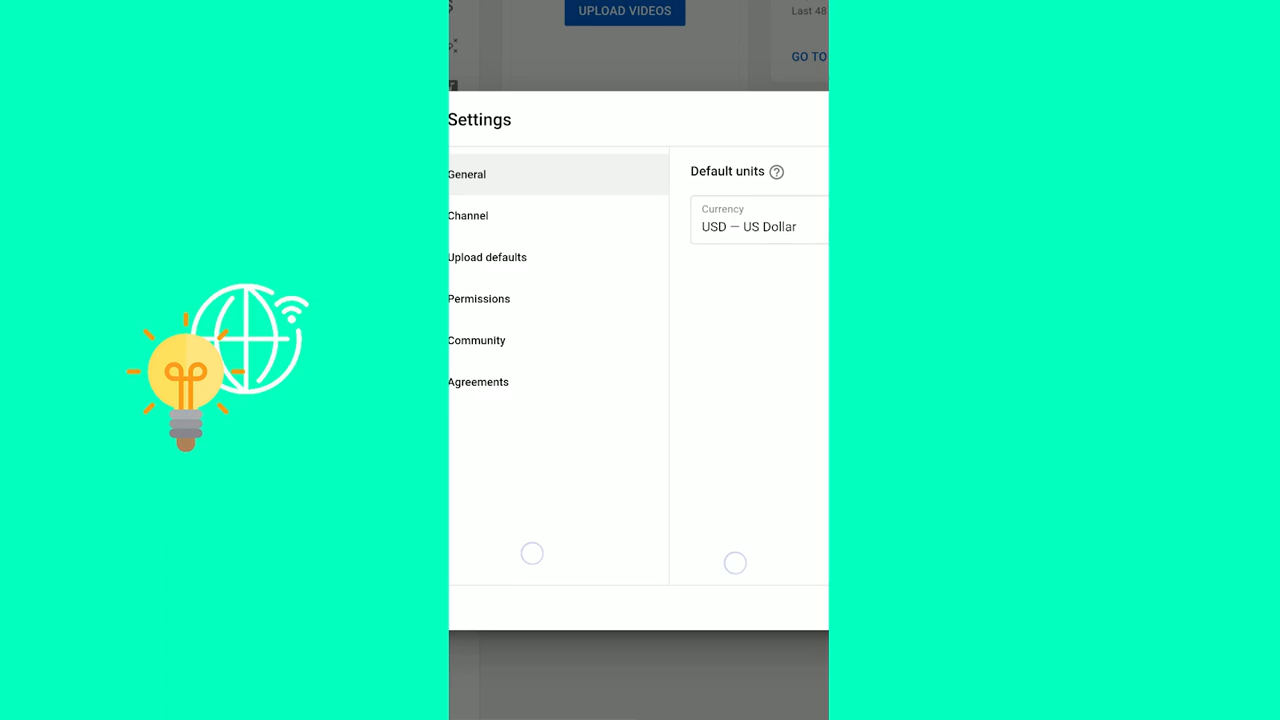 UPLOAD VIDEOS
Last 48
GO TO
Settings
General
Channel
Upload defaults
Permissions
Community
Agreements
Default units
Currency
USD — US Dollar